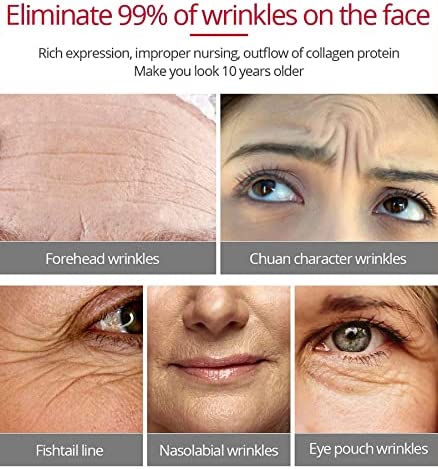 Eliminate 99% of wrinkles on the face
Rich expression, improper nursing, outflow of collagen protein
Make you look 10 years older
Forehead wrinkles
Chuan character wrinkles
Fishtail line
Nasolabial wrinkles
Eye pouch wrinkles